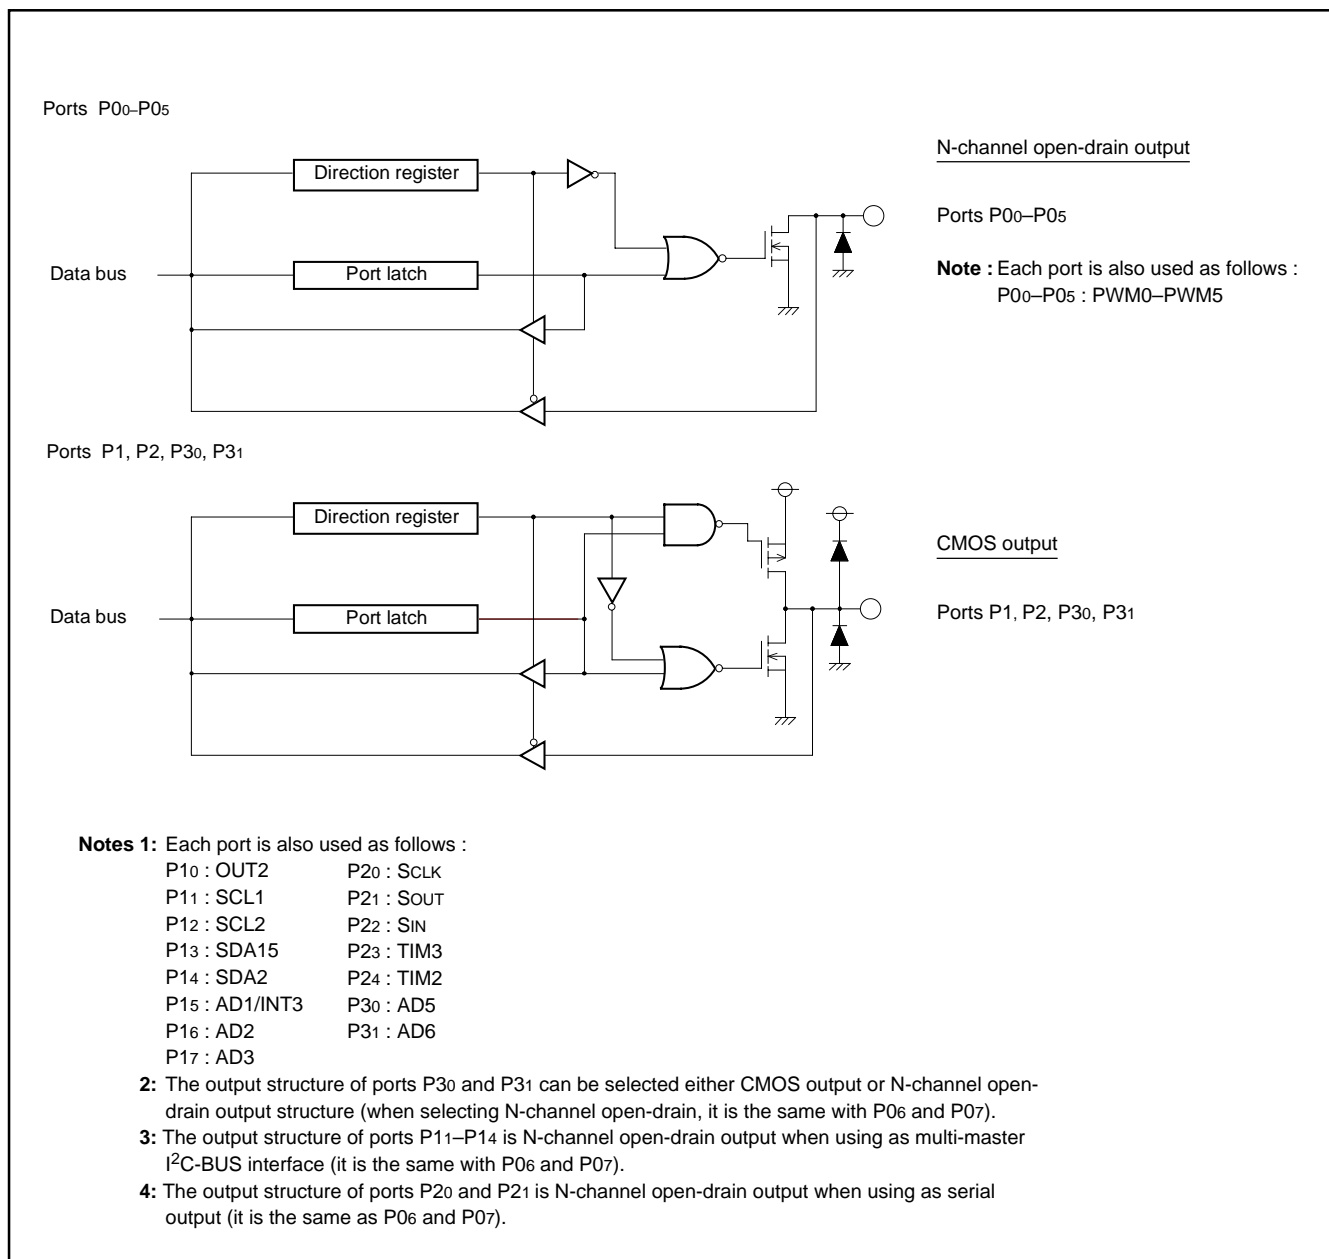 Ports P00–P05
Direction register
N-channel open-drain output
Ports P00–P05
Data bus
Port latch
Note : Each port is also used as follows :
P00–P05 : PWM0–PWM5
Ports P1, P2, P30, P31
Direction register
CMOS output
Data bus
Port latch
Ports P1, P2, P30, P31
Notes 1: Each port is also used as follows :
P10 : OUT2 P20 : SCLK
P11 : SCL1 P21 : SOUT
P12 : SCL2 P22 : SIN
P13 : SDA15 P23 : TIM3
P14 : SDA2 P24 : TIM2
P15 : AD1/INT3 P30 : AD5
P16 : AD2 P31 : AD6
P17 : AD3
2: The output structure of ports P30 and P31 can be selected either CMOS output or N-channel open-
drain output structure (when selecting N-channel open-drain, it is the same with P06 and P07).
3: The output structure of ports P11–P14 is N-channel open-drain output when using as multi-master
I2C-BUS interface (it is the same with P06 and P07).
4: The output structure of ports P20 and P21 is N-channel open-drain output when using as serial
output (it is the same as P06 and P07).